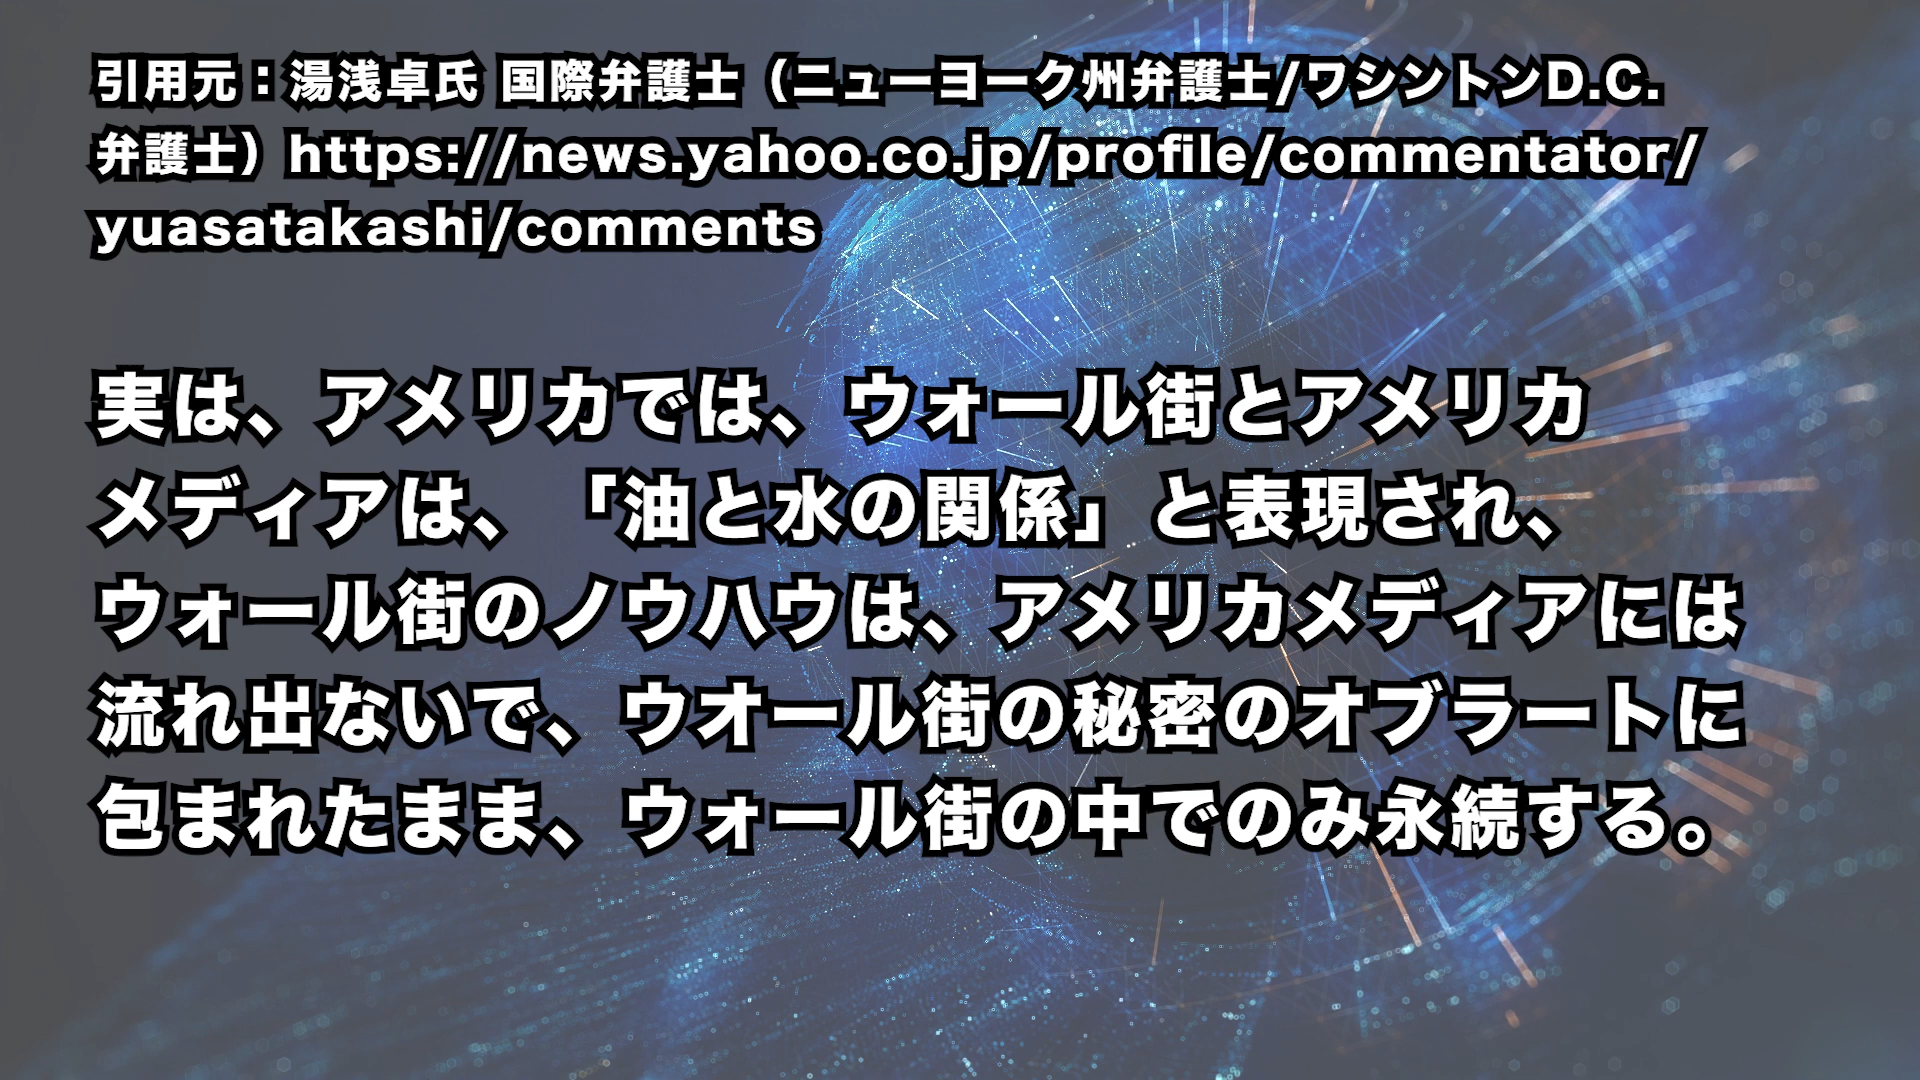 引用元：湯浅卓氏 国際弁護士（ニューヨーク州弁護士/ワシントンD.C.
弁護士）https://news.yahoo.co.jp/profile/commentator/
yuasatakashi/comments
実は、アメリカでは、ウォール街とアメリカ
メディアは、「油と水の関係」と表現され、
ウォール街のノウハウは、アメリカメディアには
流れ出ないで、ウオール街の秘密のオブラートに
包まれたまま、ウォール街の中でのみ永続する。